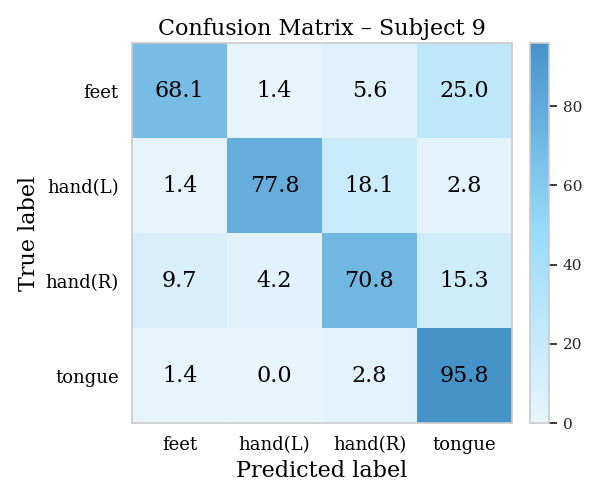 Confusion Matrix – Subject 9
feet 68.1 1.4 5.6 25.0
hand(L) 1.4 77.8 18.1 2.8
hand(R) 9.7 4.2 70.8 15.3
tongue 1.4 0.0 2.8 95.8
feet hand(L) hand(R) tongue
Predicted label
True label
80
60
40
20
0